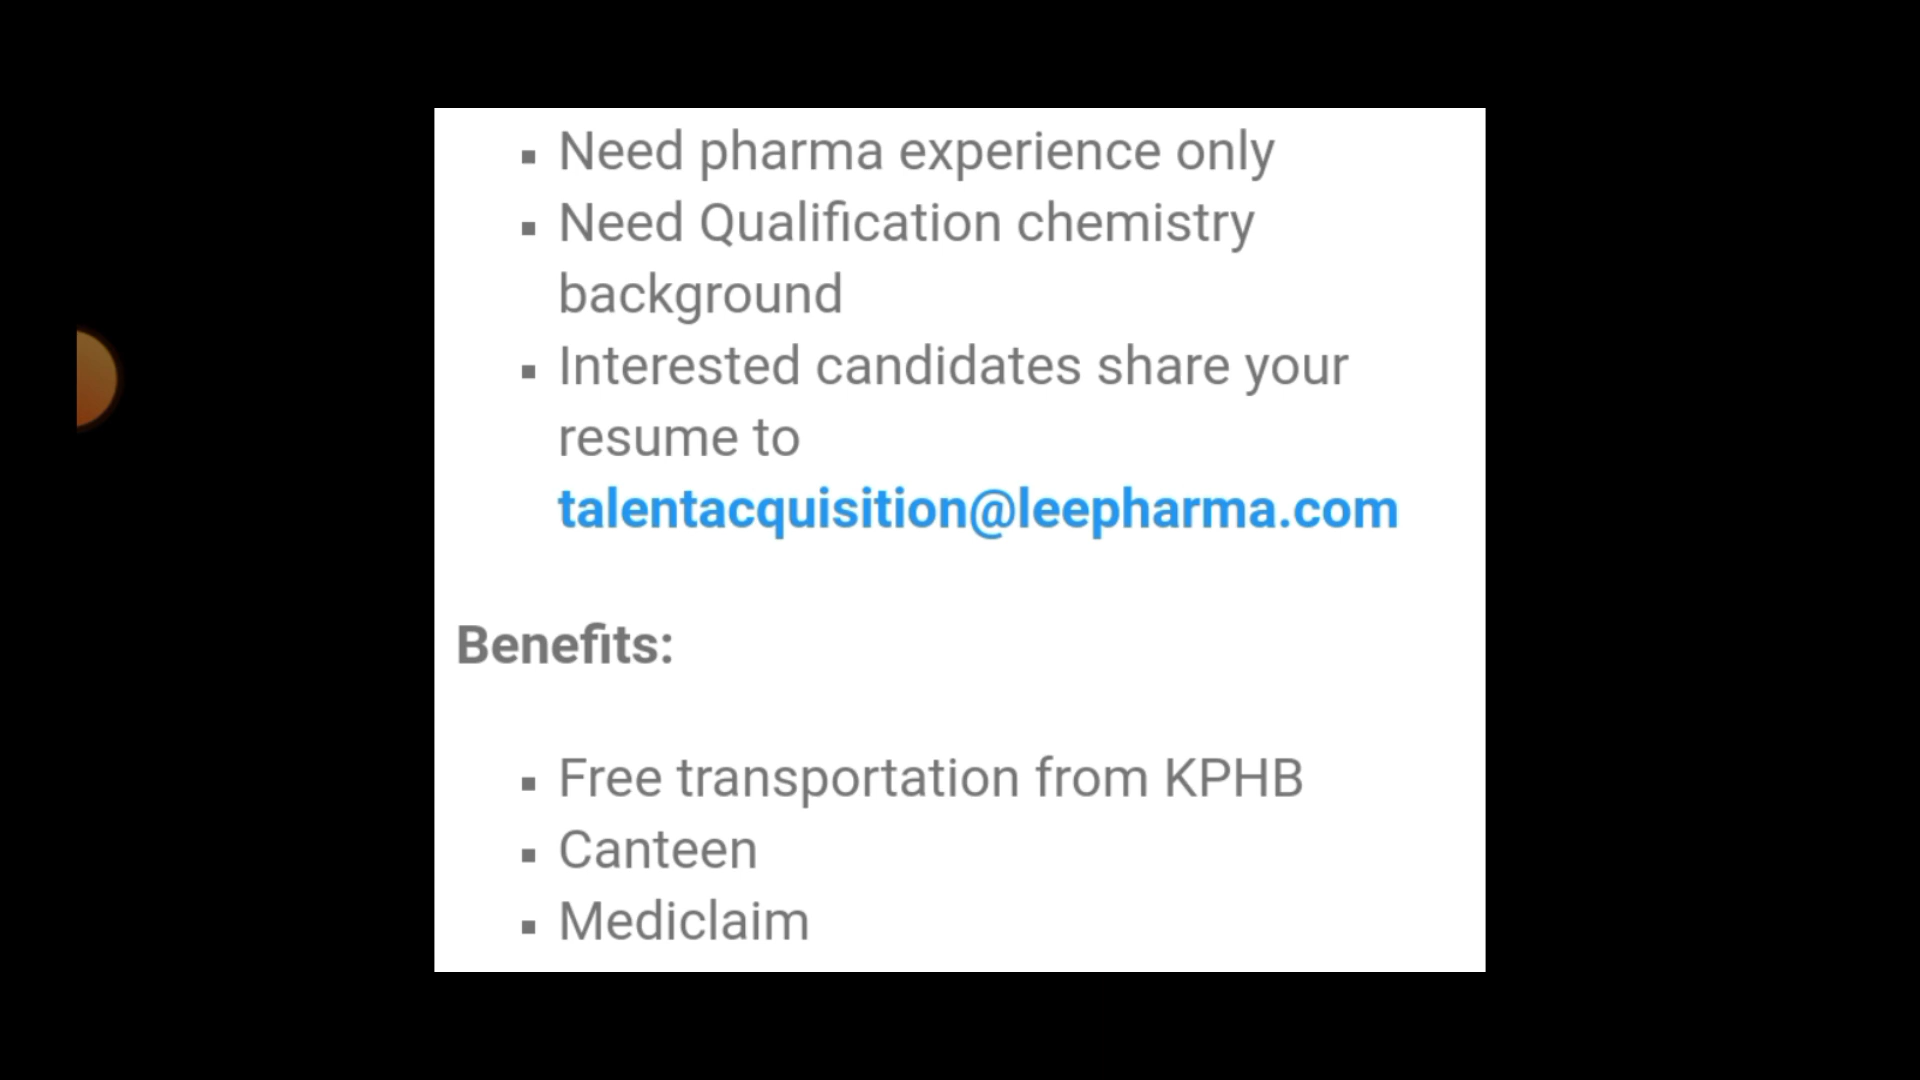 ▪ Need pharma experience only
▪ Need Qualification chemistry
background
▪ Interested candidates share your
resume to
talentacquisition@leepharma.com
Benefits:
▪ Free transportation from KPHB
▪ Canteen
▪ Mediclaim